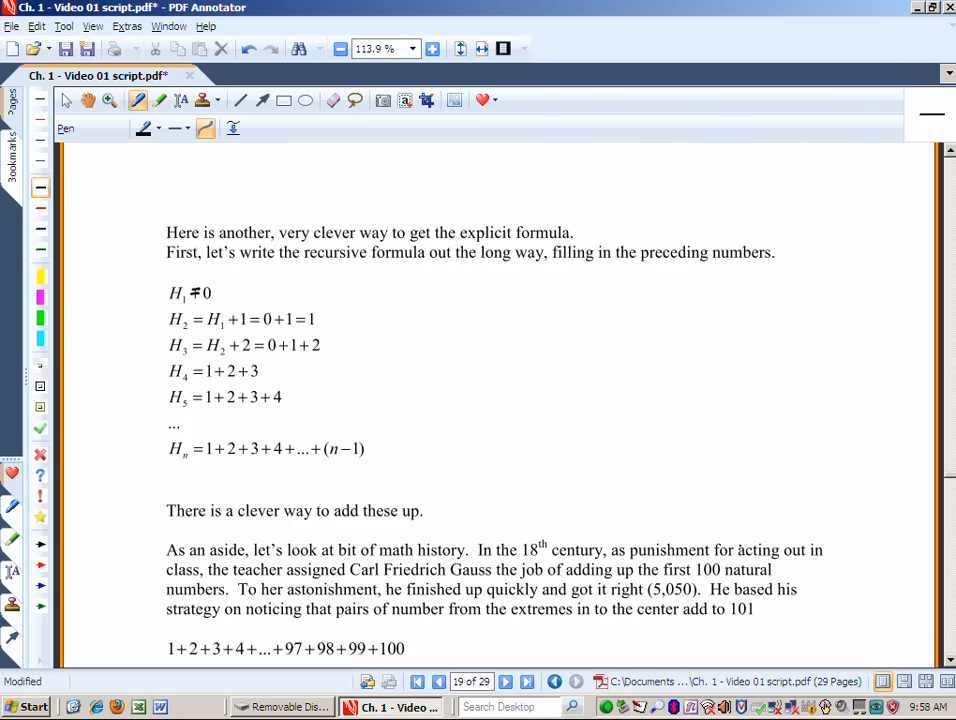 Ch. 1 - Video 01 script.pdf* - PDF Annotator
File Edit Tool View Extras Window Help
113.9 %
Ch. 1 - Video 01 script.pdf*
Pages
Bookmarks
Pen
Here is another, very clever way to get the explicit formula.
First, let's write the recursive formula out the long way, filling in the preceding numbers.
H₁ = 0
H₂ = H₁ + 1 = 0 + 1 = 1
H₃ = H₂ + 2 = 0 + 1 + 2
H₄ = 1 + 2 + 3
H₅ = 1 + 2 + 3 + 4
...
Hₙ = 1 + 2 + 3 + 4 + ... + (n − 1)
There is a clever way to add these up.
As an aside, let's look at bit of math history. In the 18th century, as punishment for acting out in
class, the teacher assigned Carl Friedrich Gauss the job of adding up the first 100 natural
numbers. To her astonishment, he finished up quickly and got it right (5,050). He based his
strategy on noticing that pairs of number from the extremes in to the center add to 101
1 + 2 + 3 + 4 + ... + 97 + 98 + 99 + 100
Modified
19 of 29
C:\Documents ...\Ch. 1 - Video 01 script.pdf (29 Pages)
Start
Removable Dis...
Ch. 1 - Video ...
Search Desktop
9:58 AM